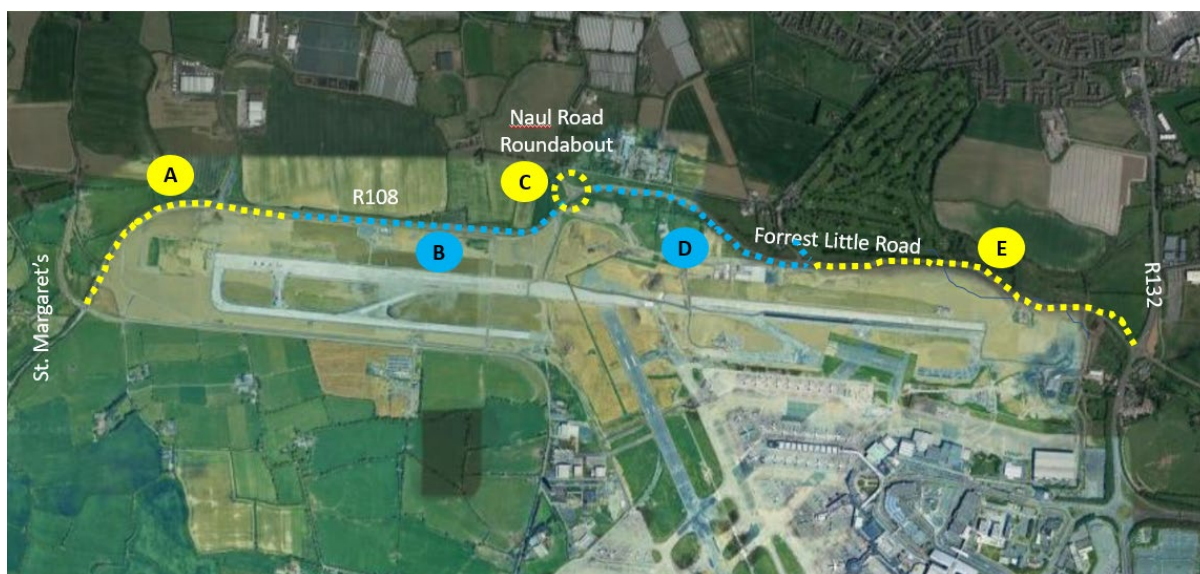 A
Naul Road
Roundabout
C
R108
B
D
Forrest Little Road
E
St. Margaret's
R132